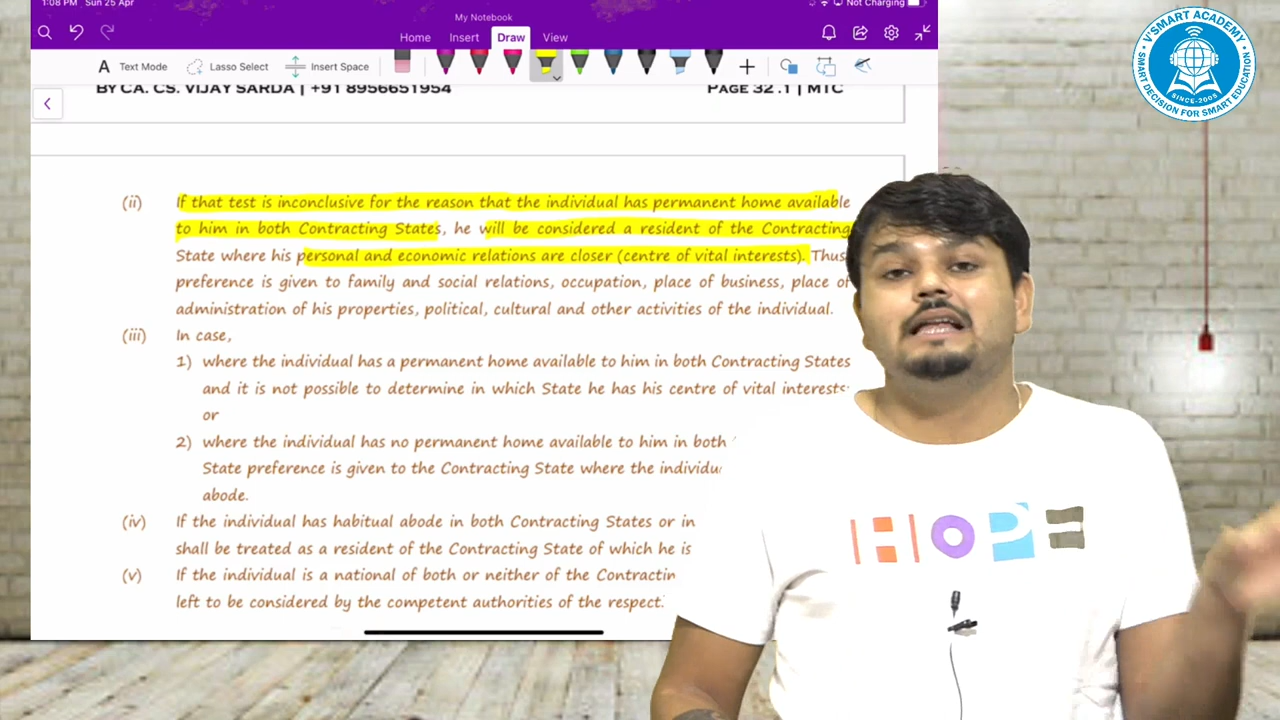 1:08 PM Sun 25 Apr
Not Charging
My Notebook
Home Insert Draw View
A Text Mode Lasso Select Insert Space
BY CA. CS. VIJAY SARDA | +91 8956651954 PAGE 32 .1 | MTC
(ii) If that test is inconclusive for the reason that the individual has permanent home available
to him in both Contracting States, he will be considered a resident of the Contracting
State where his personal and economic relations are closer (centre of vital interests). Thus
preference is given to family and social relations, occupation, place of business, place of
administration of his properties, political, cultural and other activities of the individual.
(iii) In case,
1) where the individual has a permanent home available to him in both Contracting States
and it is not possible to determine in which State he has his centre of vital interests;
or
2) where the individual has no permanent home available to him in both
State preference is given to the Contracting State where the
abode.
(iv) If the individual has habitual abode in both Contracting States or in
shall be treated as a resident of the Contracting State of which he is
(v) If the individual is a national of both or neither of the
left to be considered by the competent authorities of the
V'SMART ACADEMY
SINCE-2008
SMART DECISION FOR SMART EDUCATION
HOPE